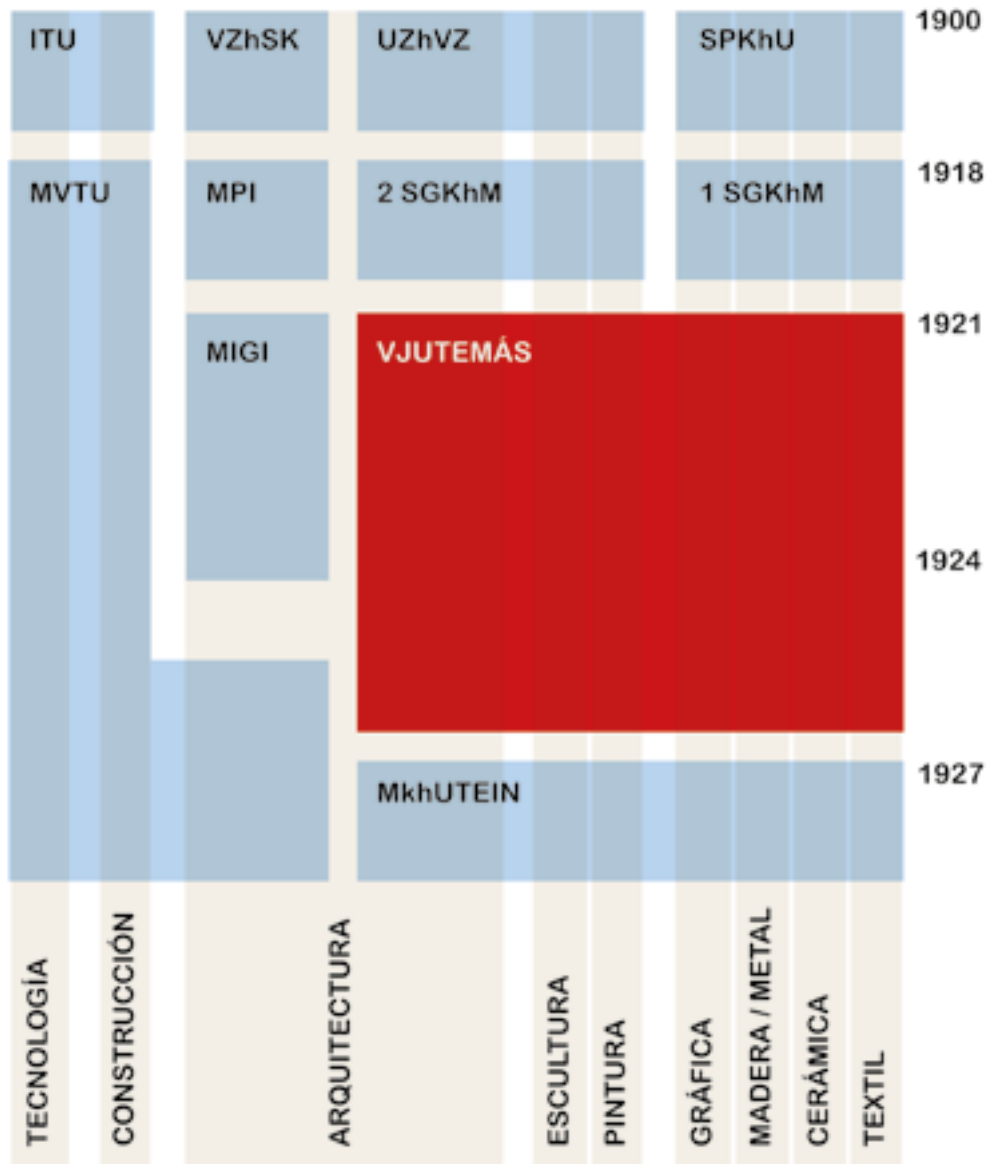 1900
ITU
VZhSK
UZhVZ
SPKhU
1918
MVTU
MPI
2 SGKhM
1 SGKhM
1921
MIGI
VJUTEMÁS
1924
1927
MkhUTEIN
TECNOLOGÍA
CONSTRUCCIÓN
ARQUITECTURA
ESCULTURA
PINTURA
GRÁFICA
MADERA / METAL
CERÁMICA
TEXTIL